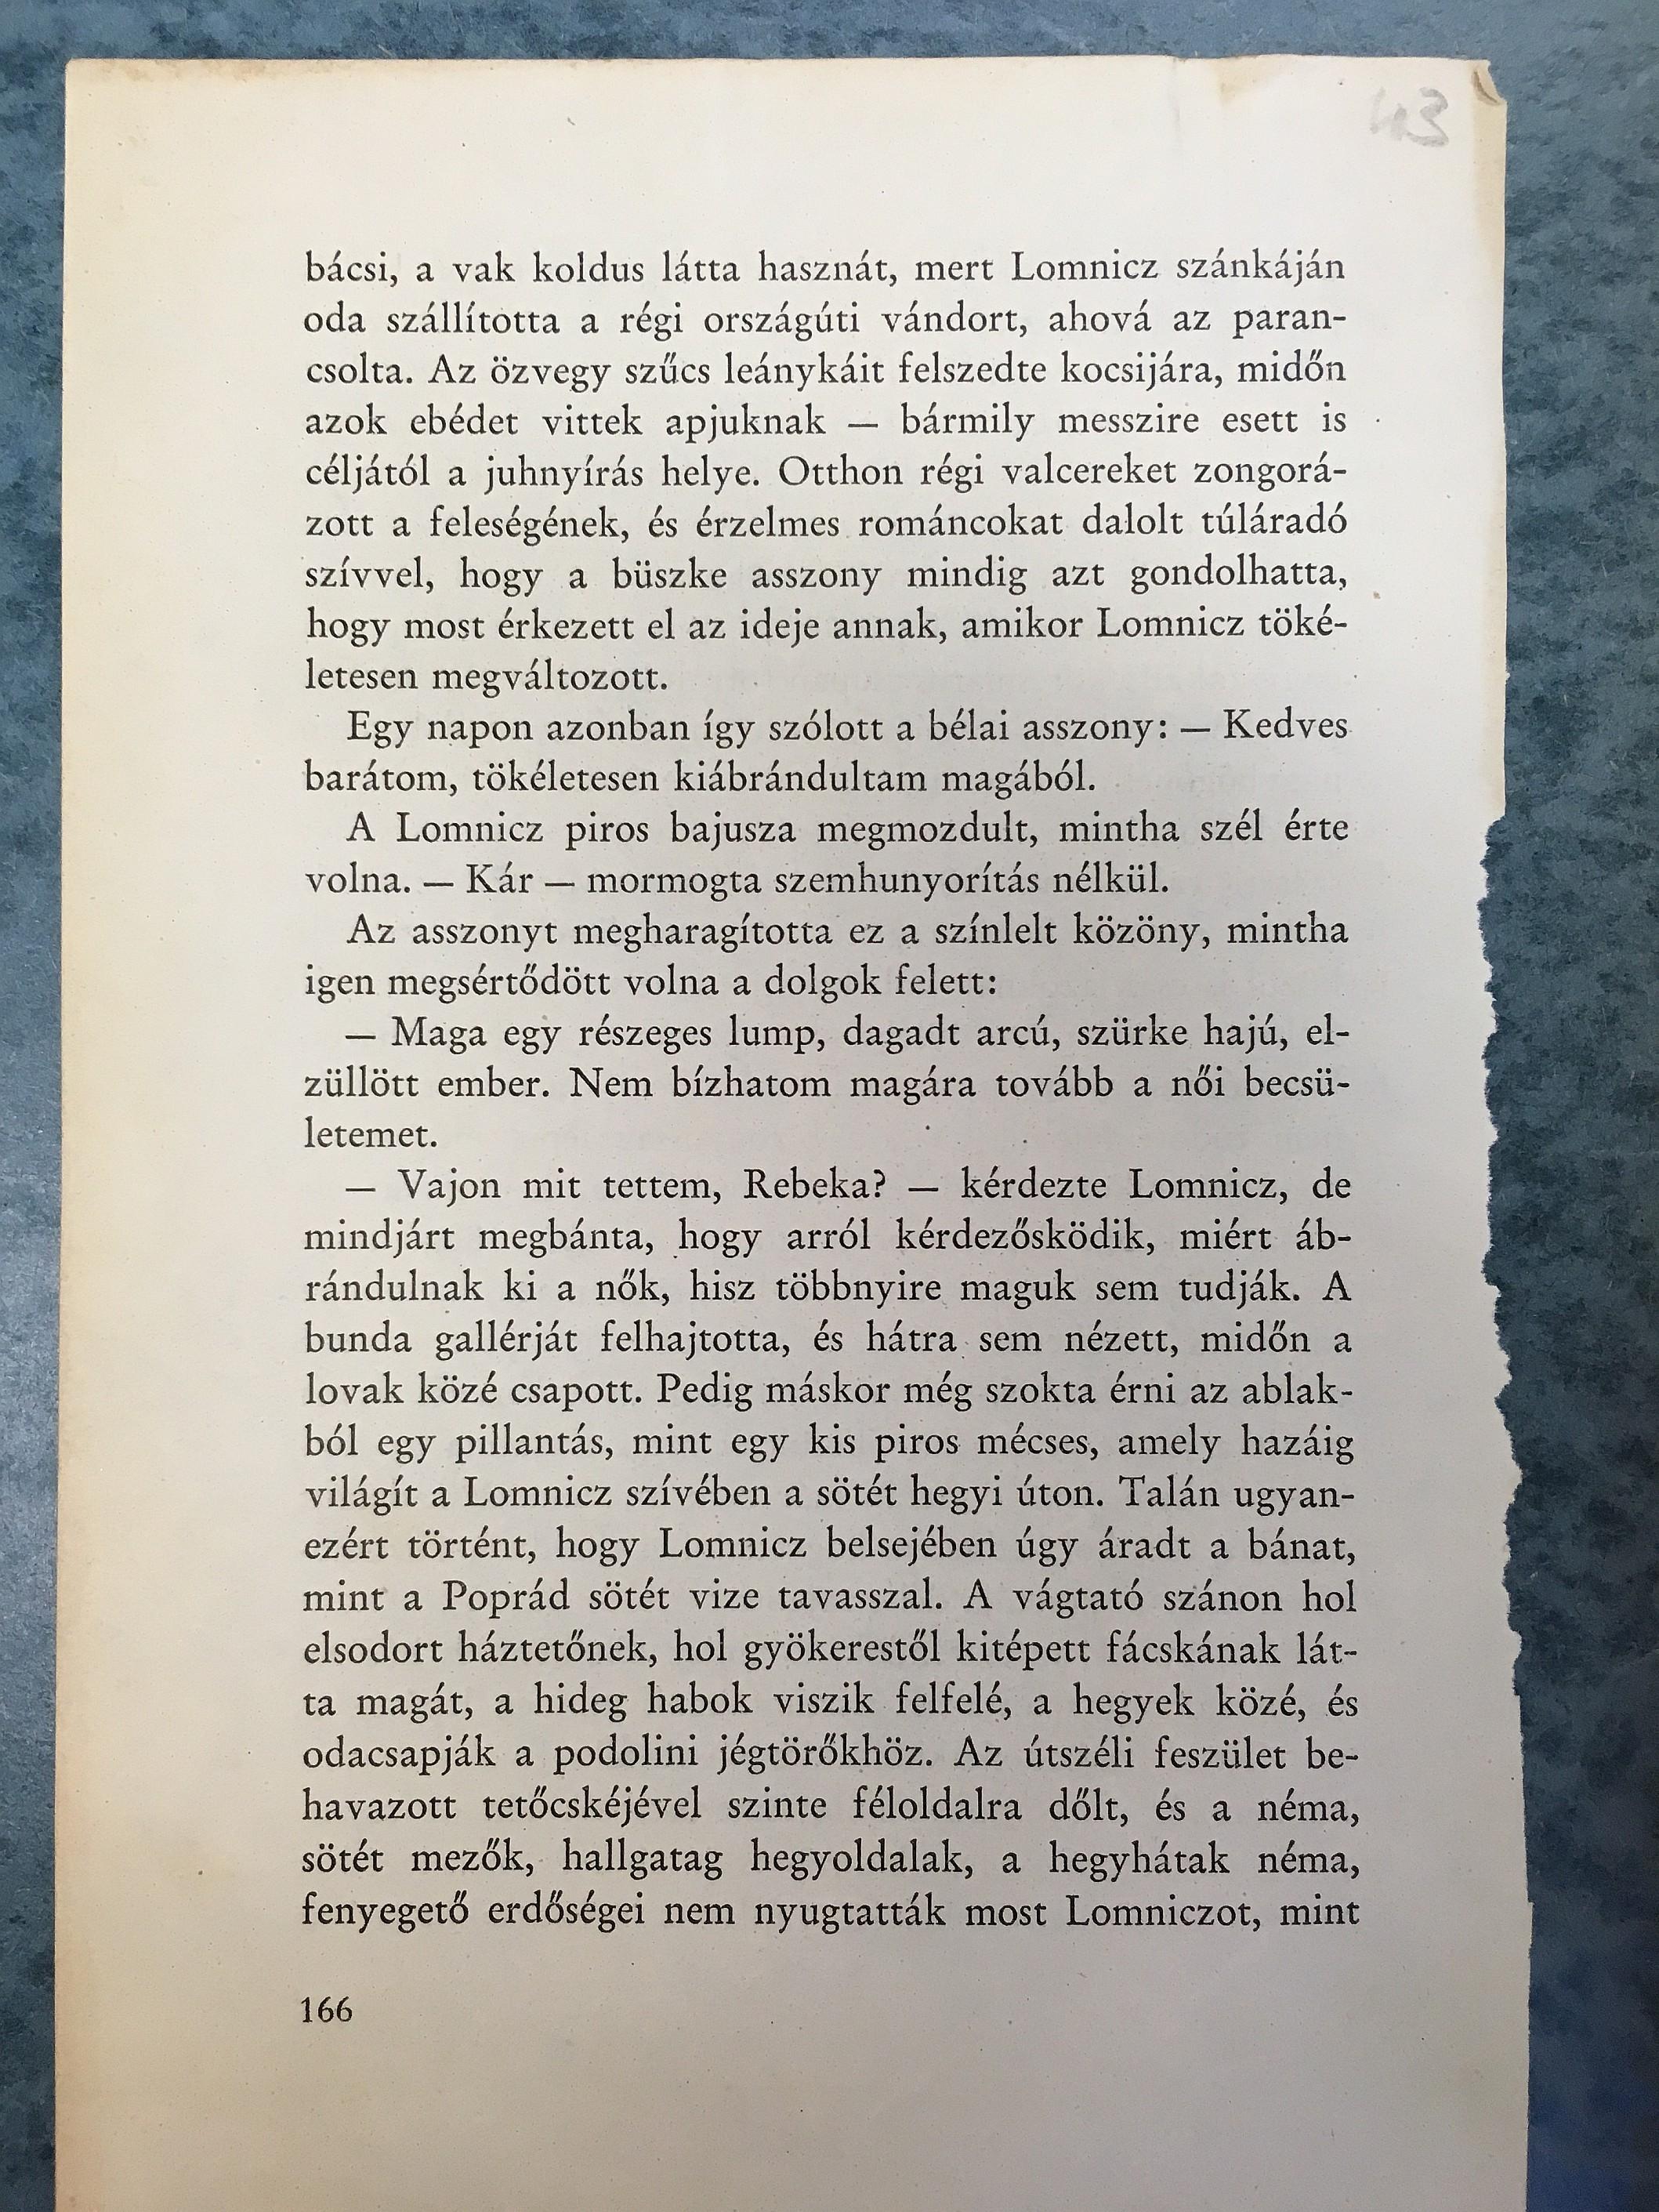 bácsi, a vak koldus látta hasznát, mert Lomnicz szánkáján
oda szállította a régi országúti vándort, ahová az paran-
csolta. Az özvegy szűcs leánykáit felszedte kocsijára, midőn
azok ebédet vittek apjuknak — bármily messzire esett is
céljától a juhnyírás helye. Otthon régi valcereket zongorá-
zott a feleségének, és érzelmes románcokat dalolt túláradó
szívvel, hogy a büszke asszony mindig azt gondolhatta,
hogy most érkezett el az ideje annak, amikor Lomnicz töké-
letesen megváltozott.
Egy napon azonban így szólott a bélai asszony: — Kedves
barátom, tökéletesen kiábrándultam magából.
A Lomnicz piros bajusza megmozdult, mintha szél érte
volna. — Kár — mormogta szemhunyorítás nélkül.
Az asszonyt megharagította ez a színlelt közöny, mintha
igen megsértődött volna a dolgok felett:
— Maga egy részeges lump, dagadt arcú, szürke hajú, el-
züllött ember. Nem bízhatom magára tovább a női becsü-
letemet.
— Vajon mit tettem, Rebeka? — kérdezte Lomnicz, de
mindjárt megbánta, hogy arról kérdezősködik, miért áb-
rándulnak ki a nők, hisz többnyire maguk sem tudják. A
bunda gallérját felhajtotta, és hátra sem nézett, midőn a
lovak közé csapott. Pedig máskor még szokta érni az ablak-
ból egy pillantás, mint egy kis piros mécses, amely hazáig
világít a Lomnicz szívében a sötét hegyi úton. Talán ugyan-
ezért történt, hogy Lomnicz belsejében úgy áradt a bánat,
mint a Poprád sötét vize tavasszal. A vágtató szánon hol
elsodort háztetőnek, hol gyökerestől kitépett fácskának lát-
ta magát, a hideg habok viszik felfelé, a hegyek közé, és
odacsapják a podolini jégtörőkhöz. Az útszéli feszület be-
havazott tetőcskéjével szinte féloldalra dőlt, és a néma,
sötét mezők, hallgatag hegyoldalak, a hegyhátak néma,
fenyegető erdőségei nem nyugtatták most Lomniczot, mint
166